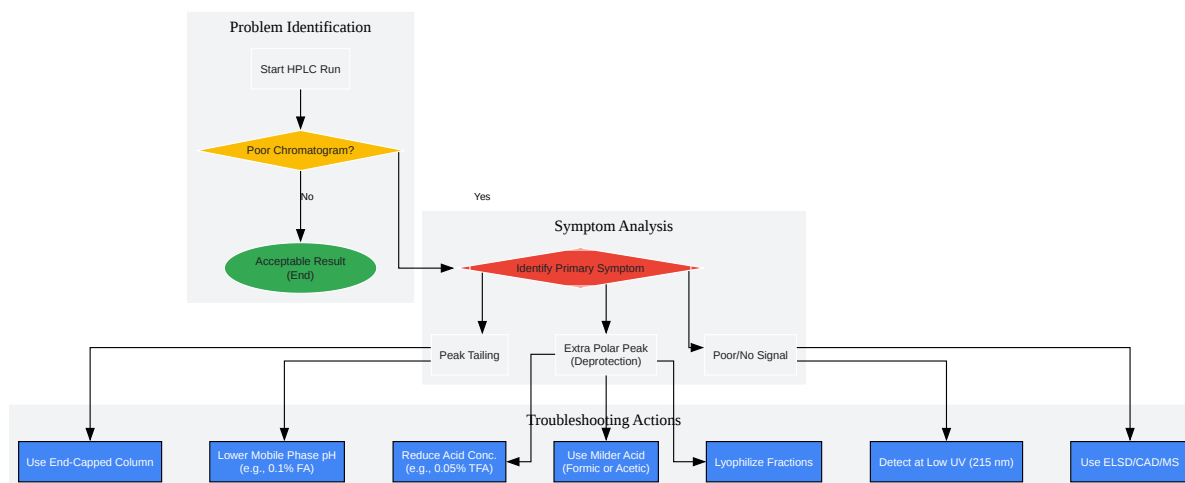 Problem Identification
Start HPLC Run
Poor Chromatogram?
No
Yes
Acceptable Result
(End)
Symptom Analysis
Identify Primary Symptom
Peak Tailing
Extra Polar Peak
(Deprotection)
Poor/No Signal
Troubleshooting Actions
Use End-Capped Column
Lower Mobile Phase pH
(e.g., 0.1% FA)
Reduce Acid Conc.
(e.g., 0.05% TFA)
Use Milder Acid
(Formic or Acetic)
Lyophilize Fractions
Detect at Low UV (215 nm)
Use ELSD/CAD/MS